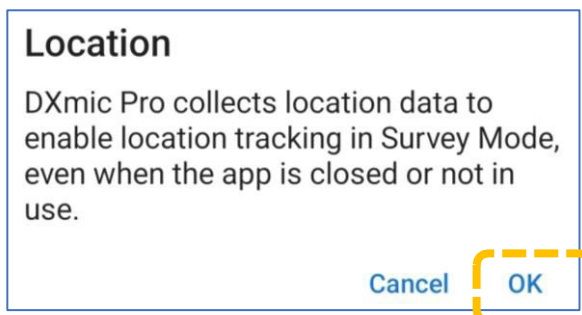 Location
DXmic Pro collects location data to
enable location tracking in Survey Mode,
even when the app is closed or not in
use.
Cancel OK